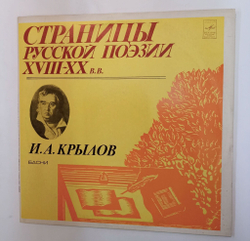 СТРАНИЦЫ
РУССКОЙ ПОЭЗИИ
XVIII-XX В.В.
И.А.КРЫЛОВ
БАСНИ